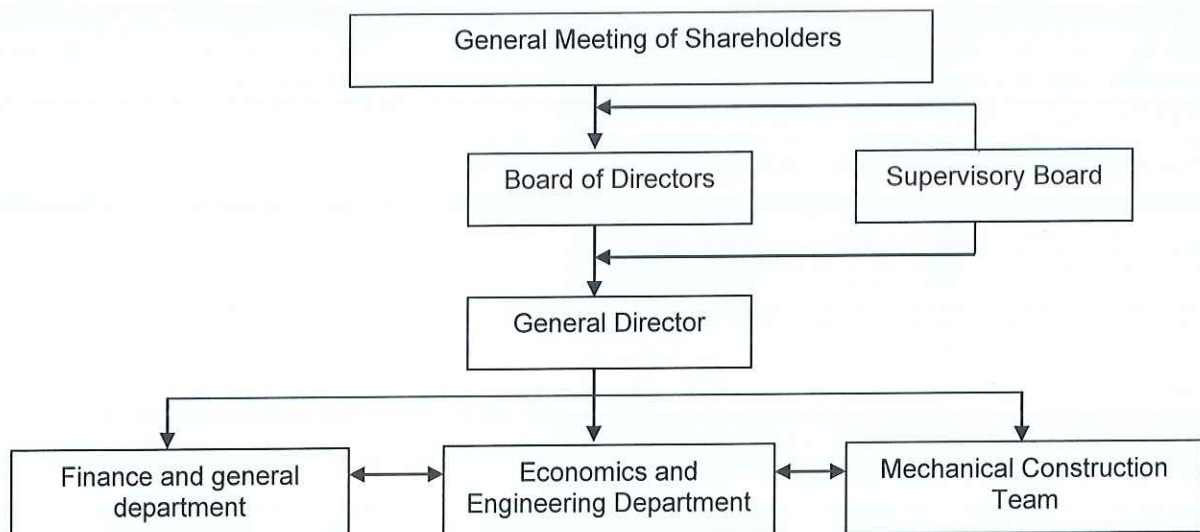 General Meeting of Shareholders
Board of Directors
Supervisory Board
General Director
Finance and general
department
Economics and
Engineering Department
Mechanical Construction
Team